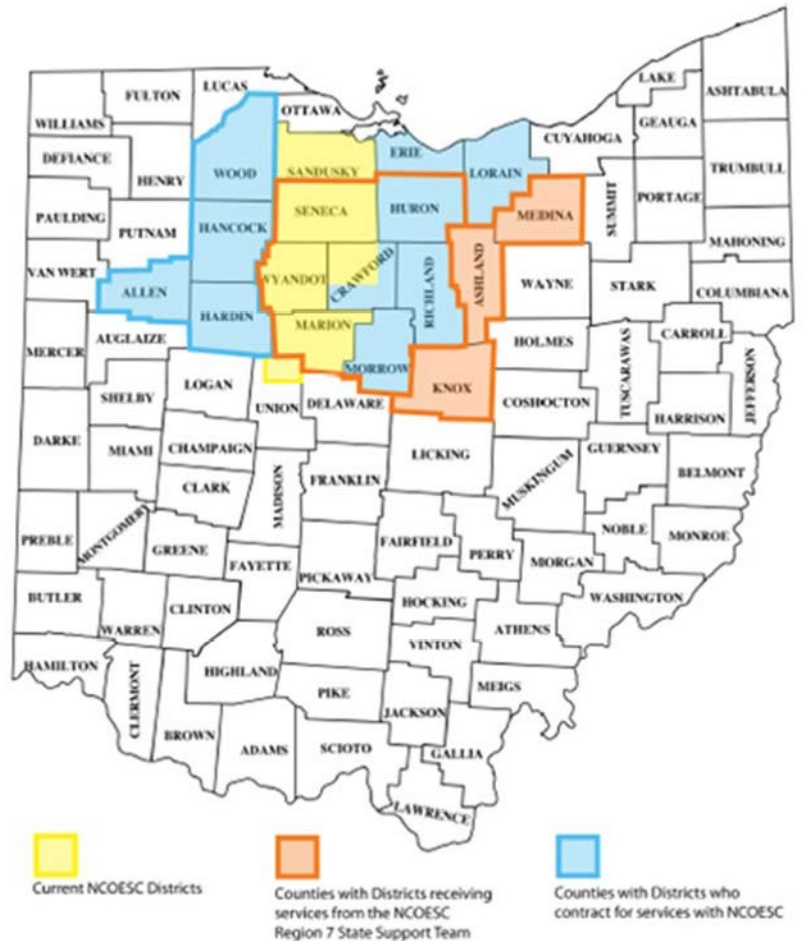 LAKE
LUCAS
FULTON
ASHTABULA
OTTAWA
WILLIAMS
GEAUGA
CUYAHOGA
ERIE
DEFIANCE
WOOD
SANDUSKY
LORAIN
TRUMBULL
HENRY
SUMMIT
PORTAGE
SENECA
HURON
MEDINA
PAULDING
PUTNAM
HANCOCK
MAHONING
VAN WERT
WYANDOT
CRAWFORD
RICHLAND
ASHLAND
WAYNE
STARK
COLUMBIANA
ALLEN
HARDIN
MARION
AUGLAIZE
CARROLL
HOLMES
MERCER
TUSCARAWAS
JEFFERSON
MORROW
LOGAN
KNOX
SHELBY
UNION
DELAWARE
COSHOCTON
HARRISON
DARKE
MIAMI
CHAMPAIGN
GUERNSEY
LICKING
BELMONT
CLARK
MADISON
FRANKLIN
MUSKINGUM
PREBLE
MONTGOMERY
GREENE
FAIRFIELD
PERRY
NOBLE
MONROE
FAYETTE
PICKAWAY
MORGAN
BUTLER
WARREN
CLINTON
HOCKING
WASHINGTON
ROSS
ATHENS
VINTON
HAMILTON
CLERMONT
HIGHLAND
MEIGS
PIKE
JACKSON
BROWN
ADAMS
SCIOTO
GALLIA
LAWRENCE
Current NCOESC Districts
Counties with Districts receiving
services from the NCOESC
Region 7 State Support Team
Counties with Districts who
contract for services with NCOESC